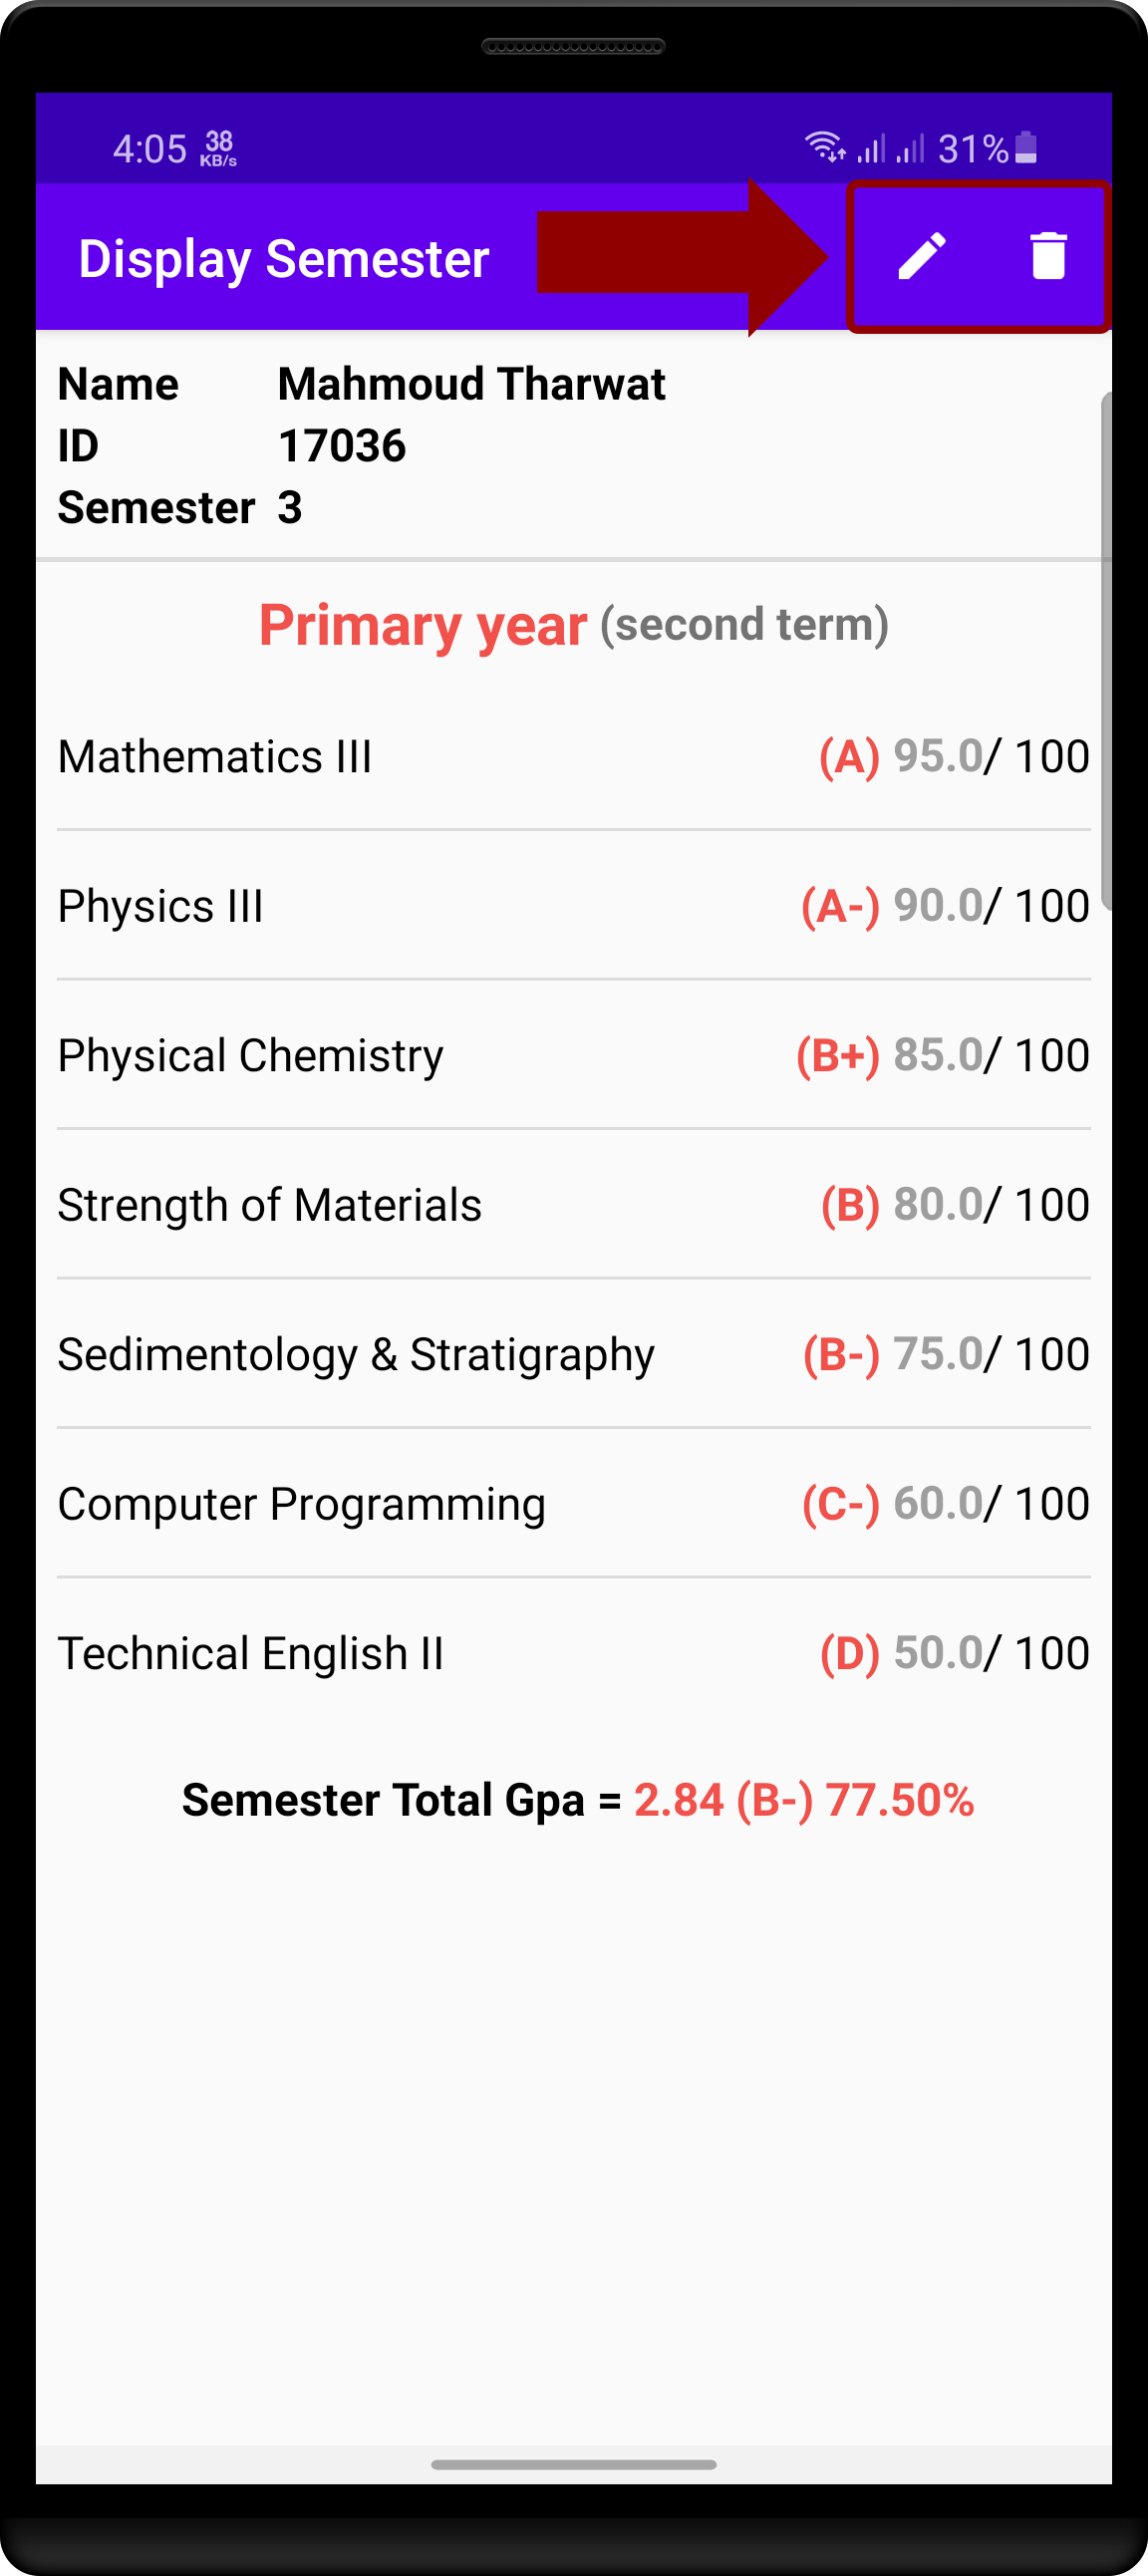 4:05 38 KB/s 31%
Display Semester
Name Mahmoud Tharwat
ID 17036
Semester 3
Primary year (second term)
Mathematics III (A) 95.0/ 100
Physics III (A-) 90.0/ 100
Physical Chemistry (B+) 85.0/ 100
Strength of Materials (B) 80.0/ 100
Sedimentology & Stratigraphy (B-) 75.0/ 100
Computer Programming (C-) 60.0/ 100
Technical English II (D) 50.0/ 100
Semester Total Gpa = 2.84 (B-) 77.50%